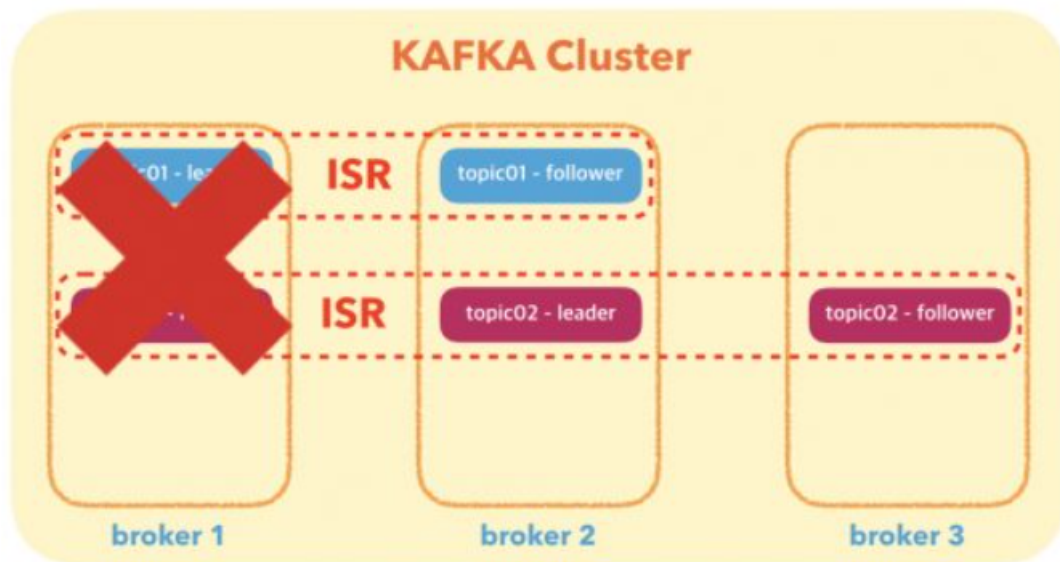 KAFKA Cluster
ISR
topic01 - follower
ISR
topic02 - leader
topic02 - follower
broker 1
broker 2
broker 3